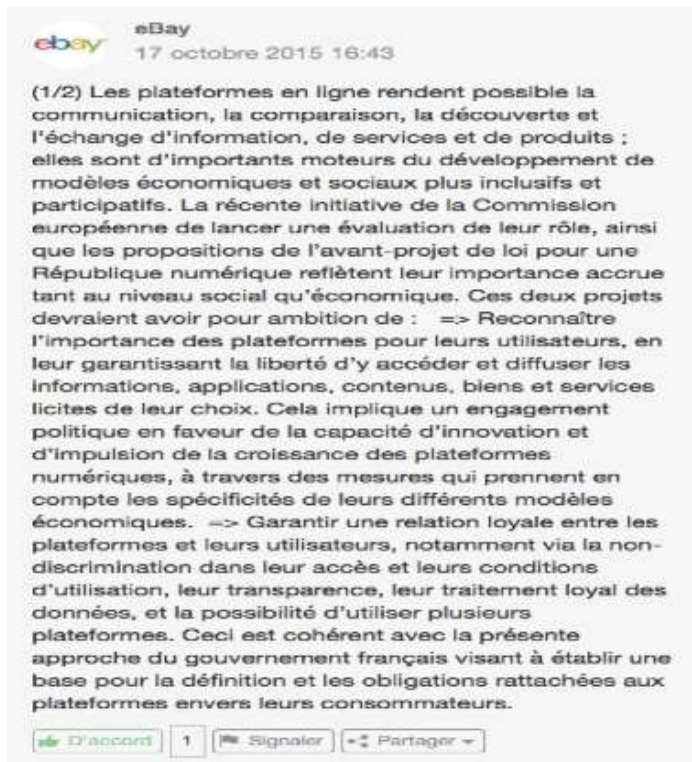 ebay
eBay
17 octobre 2015 16:43
(1/2) Les plateformes en ligne rendent possible la
communication, la comparaison, la découverte et
l'échange d'information, de services et de produits ;
elles sont d'importants moteurs du développement de
modèles économiques et sociaux plus inclusifs et
participatifs. La récente initiative de la Commission
européenne de lancer une évaluation de leur rôle, ainsi
que les propositions de l'avant-projet de loi pour une
République numérique reflètent leur importance accrue
tant au niveau social qu'économique. Ces deux projets
devraient avoir pour ambition de :   => Reconnaître
l'importance des plateformes pour leurs utilisateurs, en
leur garantissant la liberté d'y accéder et diffuser les
informations, applications, contenus, biens et services
licites de leur choix. Cela implique un engagement
politique en faveur de la capacité d'innovation et
d'impulsion de la croissance des plateformes
numériques, à travers des mesures qui prennent en
compte les spécificités de leurs différents modèles
économiques.  => Garantir une relation loyale entre les
plateformes et leurs utilisateurs, notamment via la non-
discrimination dans leur accès et leurs conditions
d'utilisation, leur transparence, leur traitement loyal des
données, et la possibilité d'utiliser plusieurs
plateformes. Ceci est cohérent avec la présente
approche du gouvernement français visant à établir une
base pour la définition et les obligations rattachées aux
plateformes envers leurs consommateurs.
D'accord 1 Signaler Partager